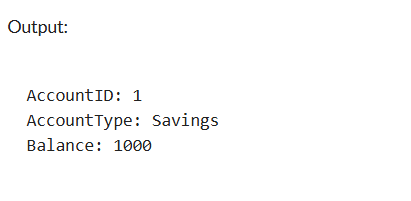 Output:
AccountID: 1
AccountType: Savings
Balance: 1000